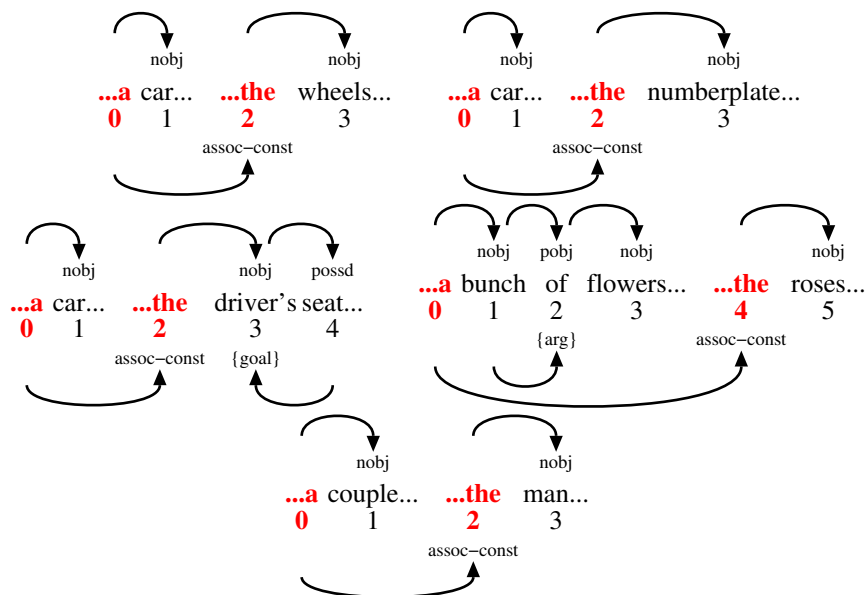 nobj nobj
...a car... ...the wheels...
0 1 2 3
assoc-const
nobj nobj
...a car... ...the numberplate...
0 1 2 3
assoc-const
nobj nobj possd
...a car... ...the driver's seat...
0 1 2 3 4
assoc-const {goal}
nobj pobj nobj nobj
...a bunch of flowers... ...the roses...
0 1 2 3 4 5
{arg}
assoc-const
nobj nobj
...a couple... ...the man...
0 1 2 3
assoc-const